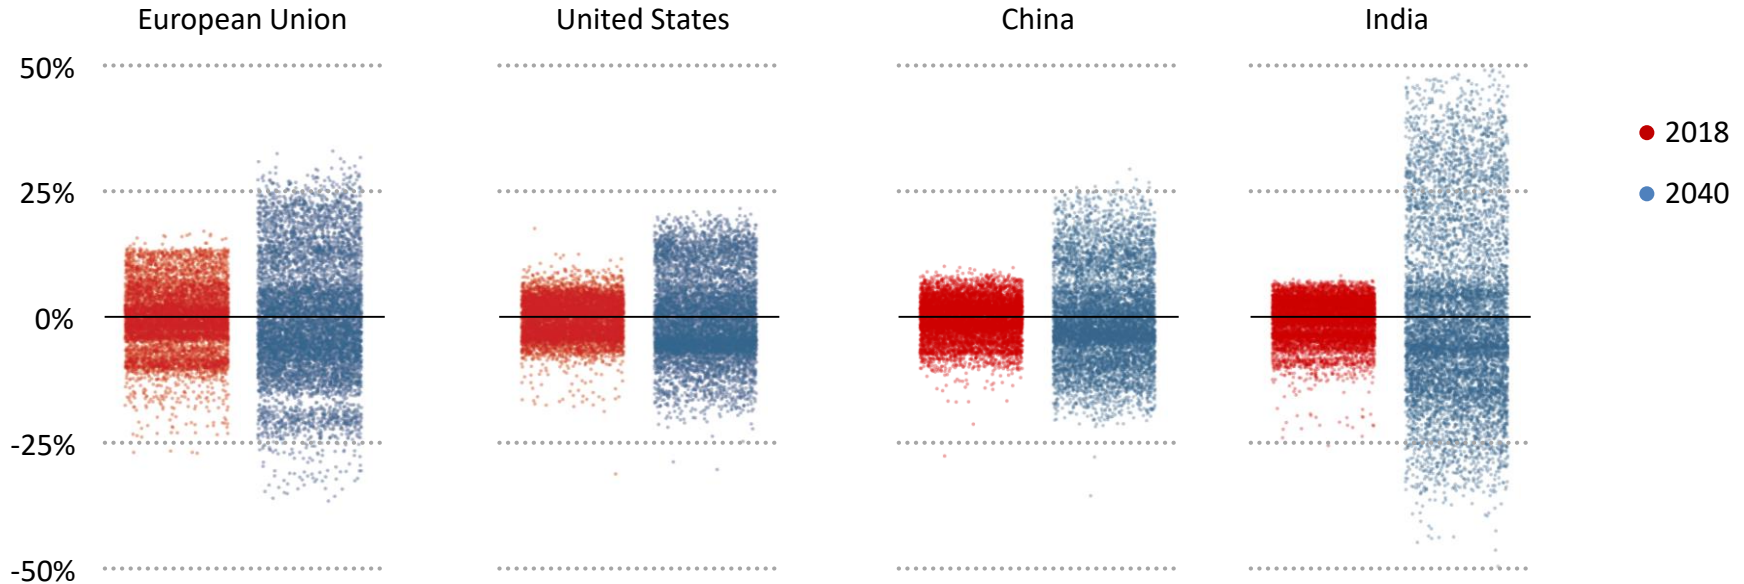 European Union
United States
China
India
50%
25%
0%
-25%
-50%
2018
2040